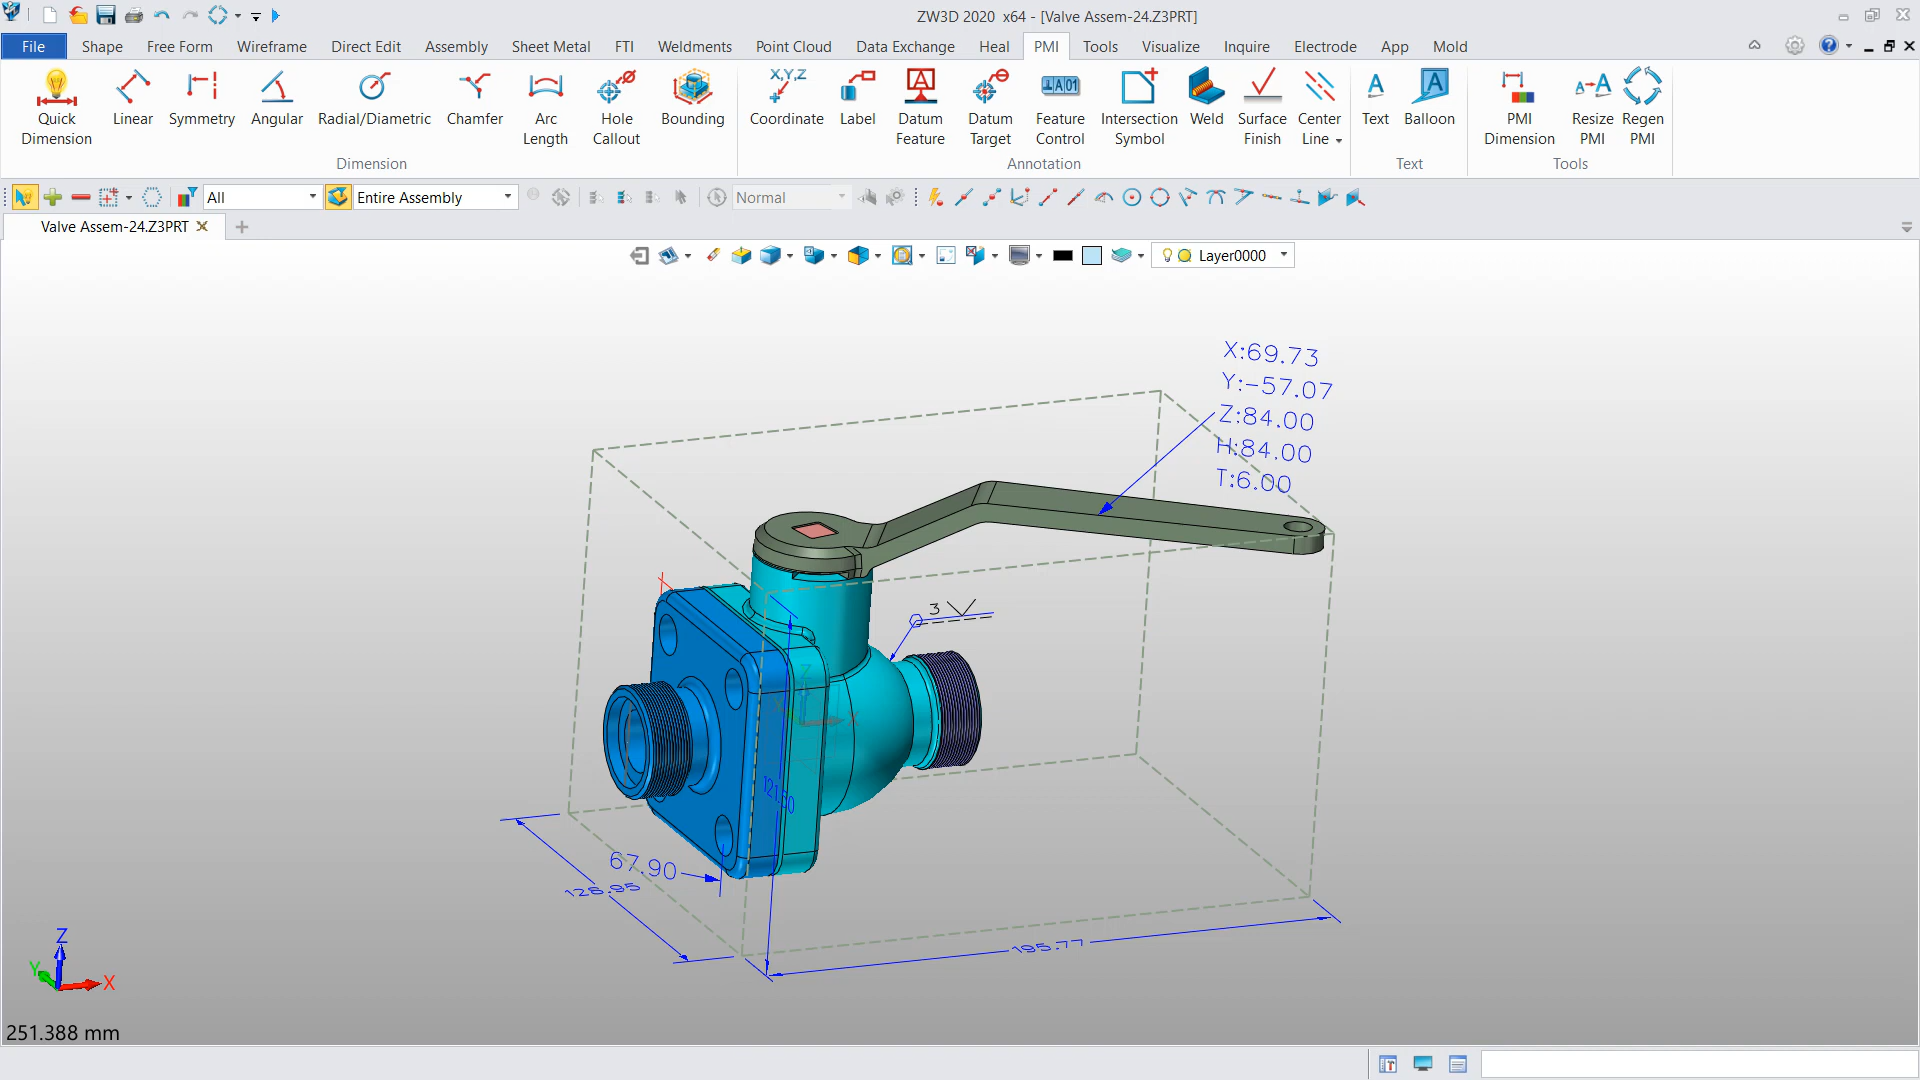 ZW3D 2020 x64 - [Valve Assem-24.Z3PRT]
File Shape Free Form Wireframe Direct Edit Assembly Sheet Metal FTI Weldments Point Cloud Data Exchange Heal PMI Tools Visualize Inquire Electrode App Mold
Quick Dimension
Linear
Symmetry
Angular
Radial/Diametric
Chamfer
Arc Length
Hole Callout
Bounding
Dimension
X,Y,Z
Coordinate
Label
Datum Feature
Datum Target
Feature Control
Intersection Symbol
Weld
Surface Finish
Center Line
Annotation
Text
Balloon
Text
PMI Dimension
Resize PMI
Regen PMI
Tools
All
Entire Assembly
Normal
Valve Assem-24.Z3PRT
Layer0000
X:69.73
Y:-57.07
Z:84.00
H:84.00
T:6.00
3
67.90
195.77
Z
Y
X
251.388 mm